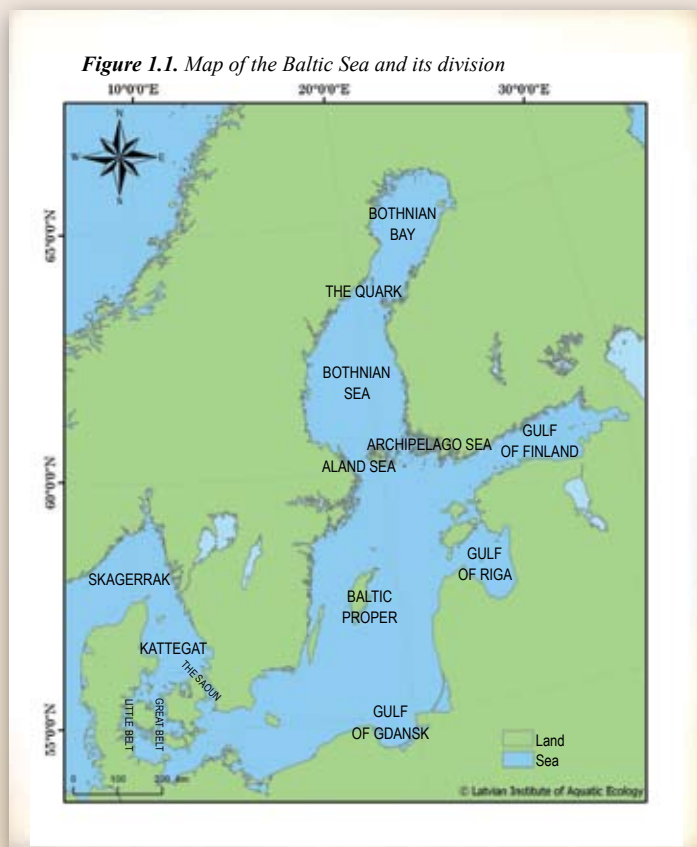 Figure 1.1. Map of the Baltic Sea and its division
10°0'0"E
20°0'0"E
30°0'0"E
N
W
E
N
65°0'0"N
BOTHNIAN
BAY
THE QUARK
BOTHNIAN
SEA
ARCHIPELAGO SEA
GULF
OF FINLAND
ALAND SEA
60°0'0"N
GULF
OF RIGA
SKAGERRAK
BALTIC
PROPER
KATTEGAT
THE SAOUN
LITTLE BELT
GREAT BELT
GULF
OF GDANSK
55°0'0"N
Land
Sea
0 100 200 km
© Latvian Institute of Aquatic Ecology